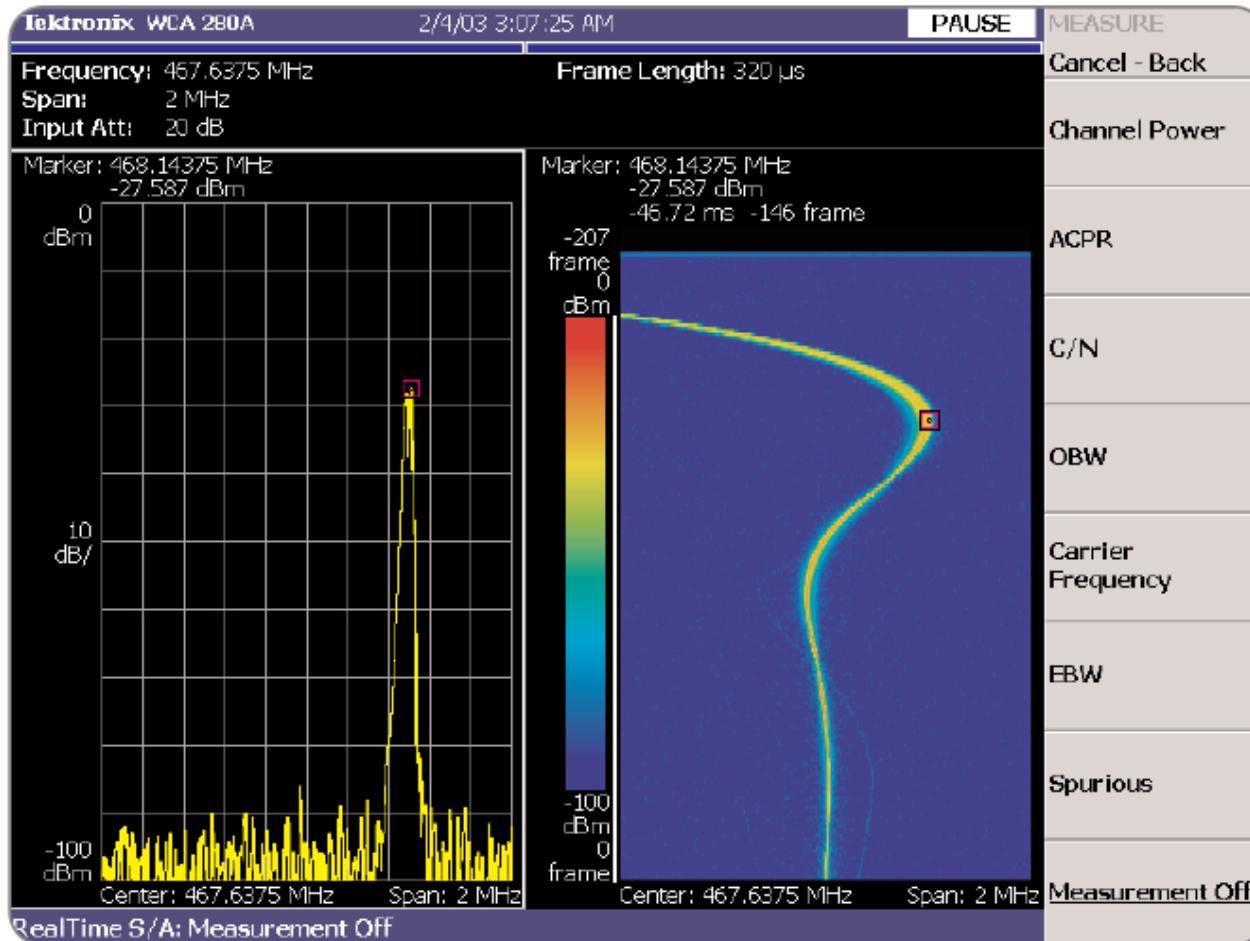 Tektronix WCA 280A 2/4/03 3:07:25 AM PAUSE
Frequency: 467.6375 MHz
Span: 2 MHz
Input Att: 20 dB
Frame Length: 320 µs
Marker: 468.14375 MHz
-27.587 dBm
0
dBm
10
dB/
-100
dBm
Center: 467.6375 MHz Span: 2 MHz
Marker: 468.14375 MHz
-27.587 dBm
-46.72 ms -146 frame
-207
frame
0
dBm
-100
dBm
0
frame
Center: 467.6375 MHz Span: 2 MHz
RealTime S/A: Measurement Off
MEASURE
Cancel - Back
Channel Power
ACPR
C/N
OBW
Carrier
Frequency
EBW
Spurious
Measurement Off